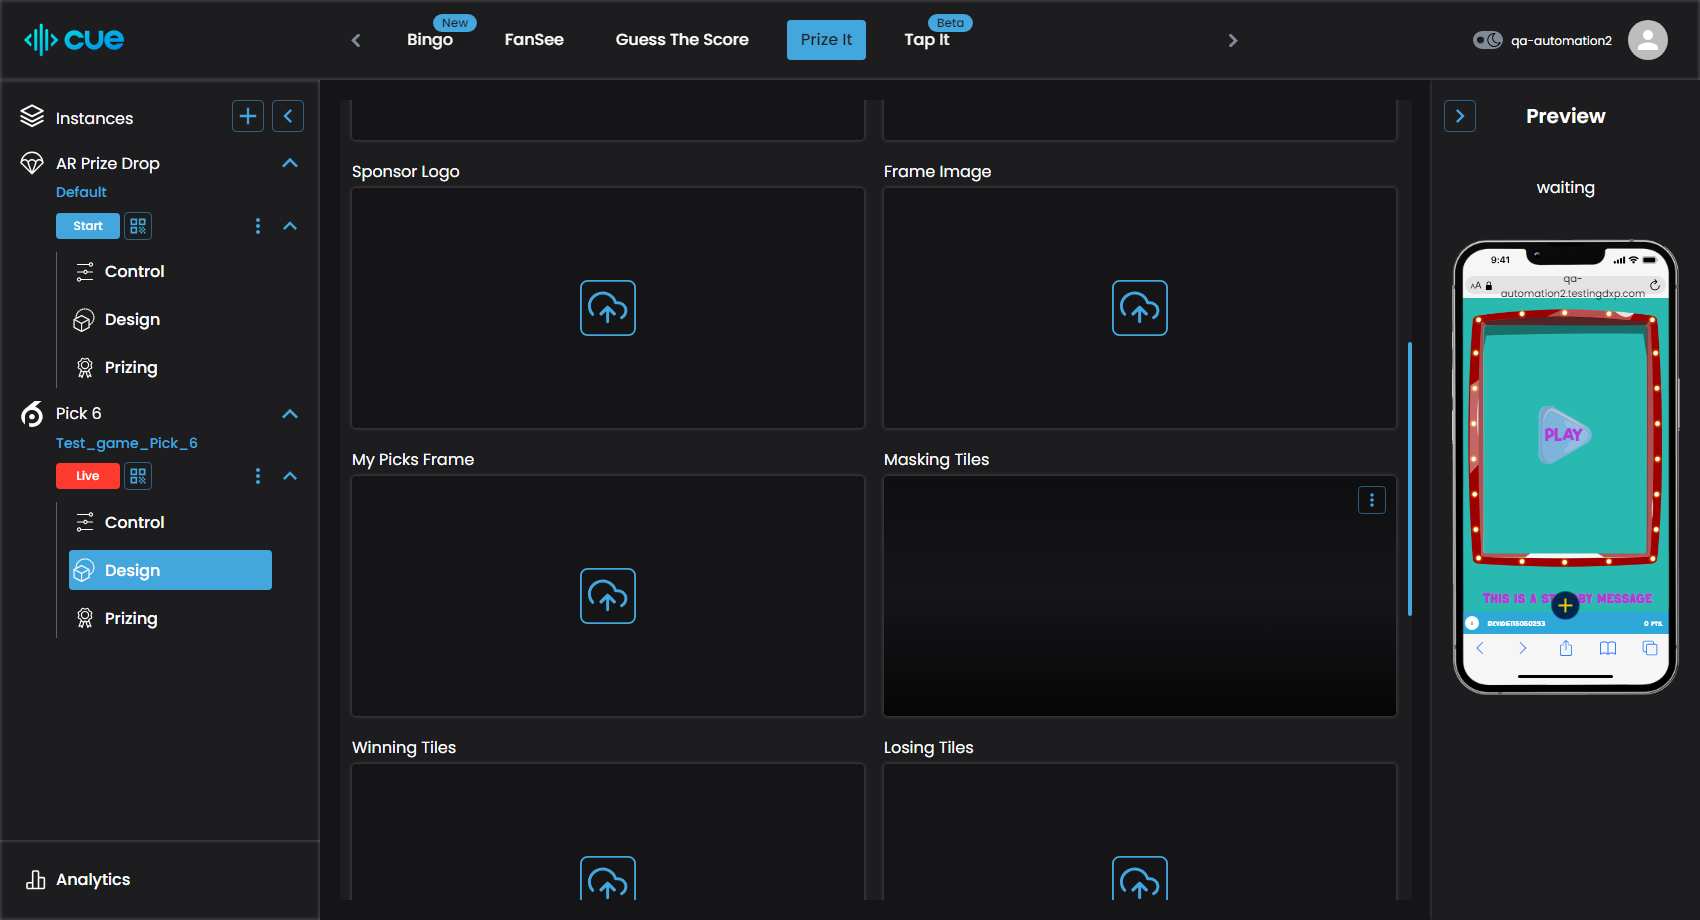 cue
New
Bingo
FanSee
Guess The Score
Prize It
Beta
Tap It
qa-automation2
Instances
AR Prize Drop
Default
Start
Control
Design
Prizing
Pick 6
Test_game_Pick_6
Live
Control
Design
Prizing
Analytics
Sponsor Logo
Frame Image
My Picks Frame
Masking Tiles
Winning Tiles
Losing Tiles
Preview
waiting
9:41
AA
qa-
automation2.testingdxp.com
PLAY
THIS IS A ST BY MESSAGE
0 PTS.